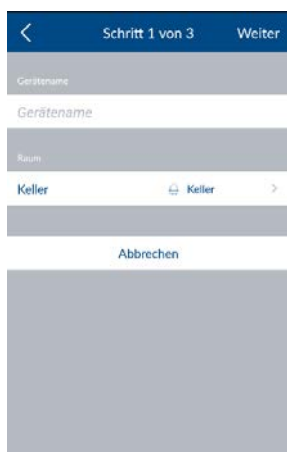 Schritt 1 von 3 Weiter
Gerätename
Gerätename
Raum
Keller Keller
Abbrechen